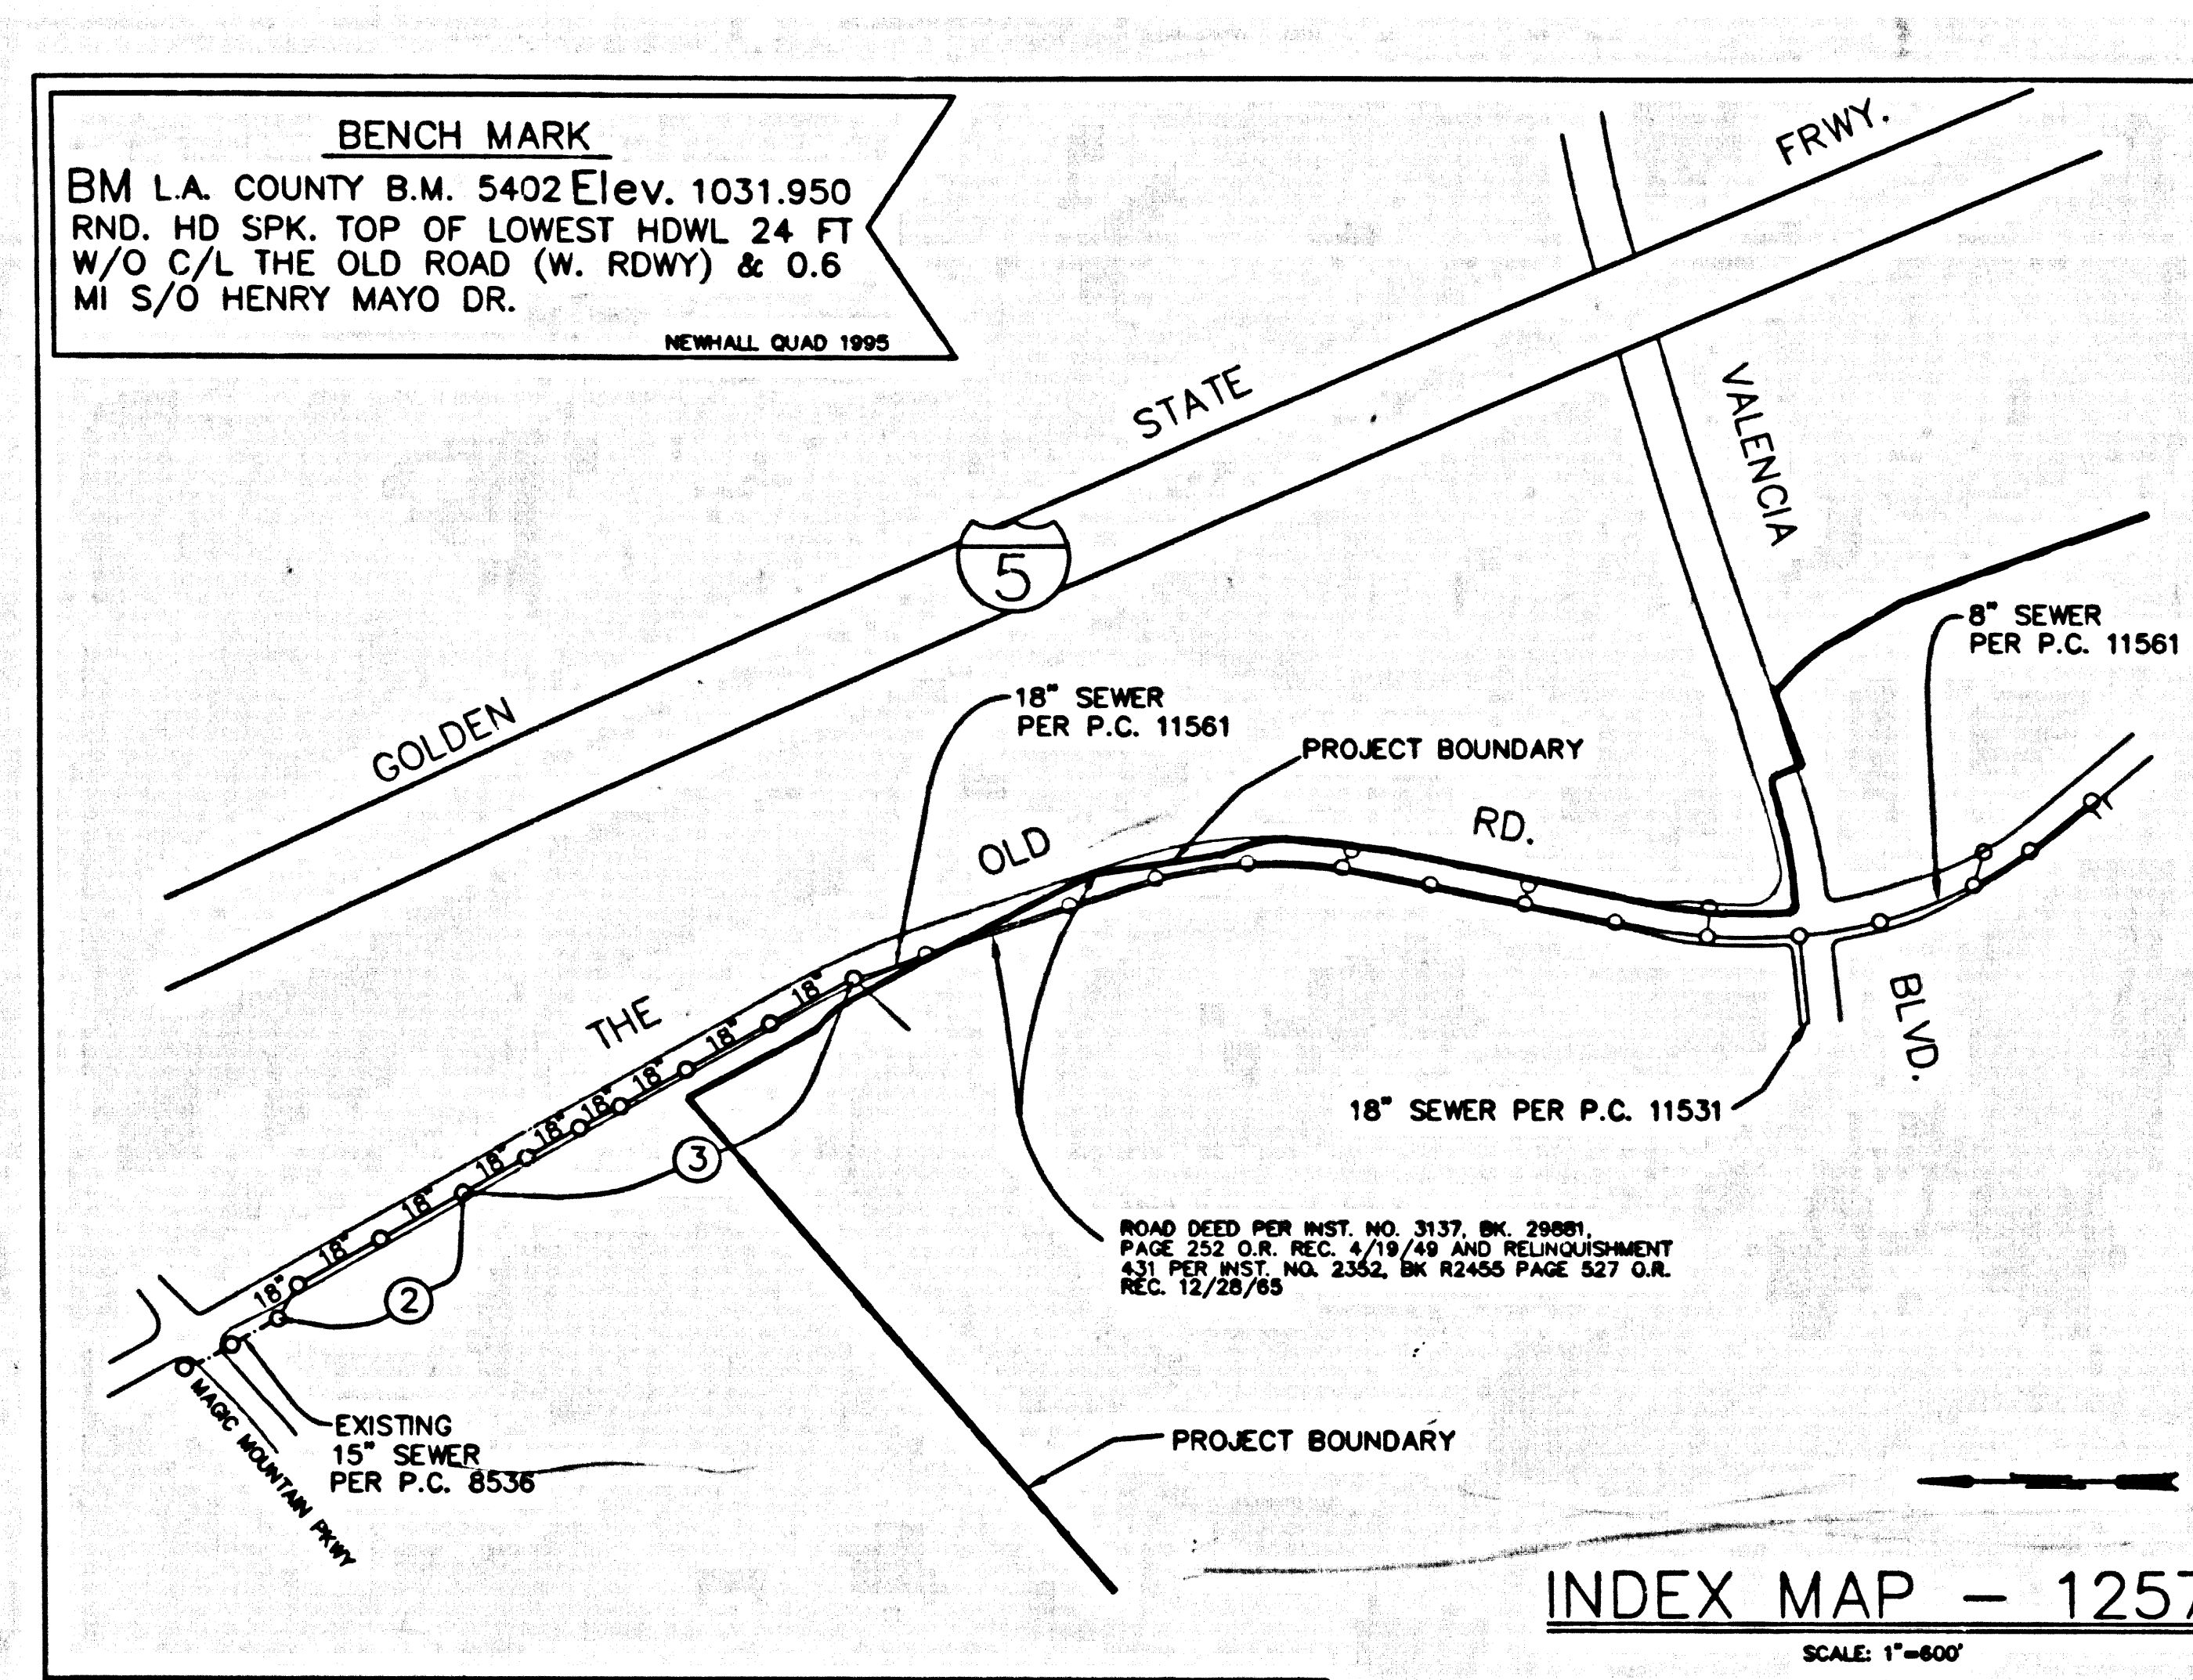 BENCH MARK
BM L.A. COUNTY B.M. 5402 Elev. 1031.950
RND. HD SPK. TOP OF LOWEST HDWL 24 FT
W/O C/L THE OLD ROAD (W. RDWY) & 0.6
MI S/O HENRY MAYO DR.
NEWHALL QUAD 1995
GOLDEN STATE FRWY.
5
VALENCIA BLVD.
8" SEWER
PER P.C. 11561
18" SEWER
PER P.C. 11561
PROJECT BOUNDARY
THE OLD RD.
18"
18"
18"
18"
18"
18"
18"
18"
18"
3
2
18" SEWER PER P.C. 11531
ROAD DEED PER INST. NO. 3137, BK. 29881,
PAGE 252 O.R. REC. 4/19/49 AND RELINQUISHMENT
431 PER INST. NO. 2352, BK R2455 PAGE 527 O.R.
REC. 12/28/65
EXISTING
15" SEWER
PER P.C. 8536
MAGIC MOUNTAIN PKWY
PROJECT BOUNDARY
INDEX MAP – 1257
SCALE: 1"=600'